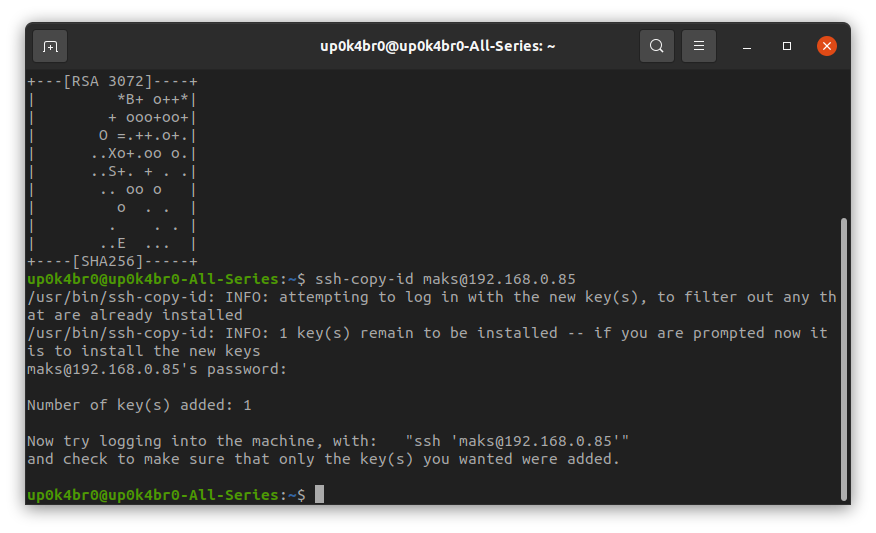 up0k4br0@up0k4br0-All-Series: ~
+---[RSA 3072]----+
|         *B+ o++*|
|        + ooo+oo+|
|       O =.++.o+.|
|      ..Xo+.oo o.|
|      ..S+. + . .|
|       .. oo o   |
|         o  . .  |
|        .    . . |
|       ..E  ...  |
+----[SHA256]-----+
up0k4br0@up0k4br0-All-Series:~$ ssh-copy-id maks@192.168.0.85
/usr/bin/ssh-copy-id: INFO: attempting to log in with the new key(s), to filter out any th
at are already installed
/usr/bin/ssh-copy-id: INFO: 1 key(s) remain to be installed -- if you are prompted now it
is to install the new keys
maks@192.168.0.85's password:
Number of key(s) added: 1
Now try logging into the machine, with:   "ssh 'maks@192.168.0.85'"
and check to make sure that only the key(s) you wanted were added.
up0k4br0@up0k4br0-All-Series:~$